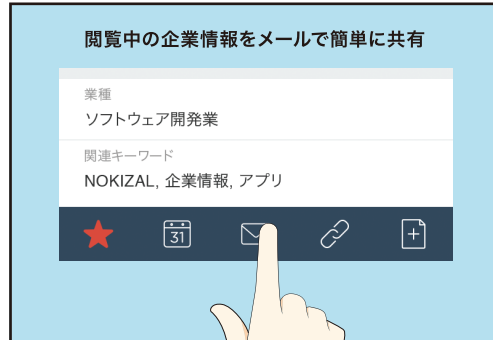 閲覧中の企業情報をメールで簡単に共有
業種
ソフトウェア開発業
関連キーワード
NOKIZAL, 企業情報, アプリ
31